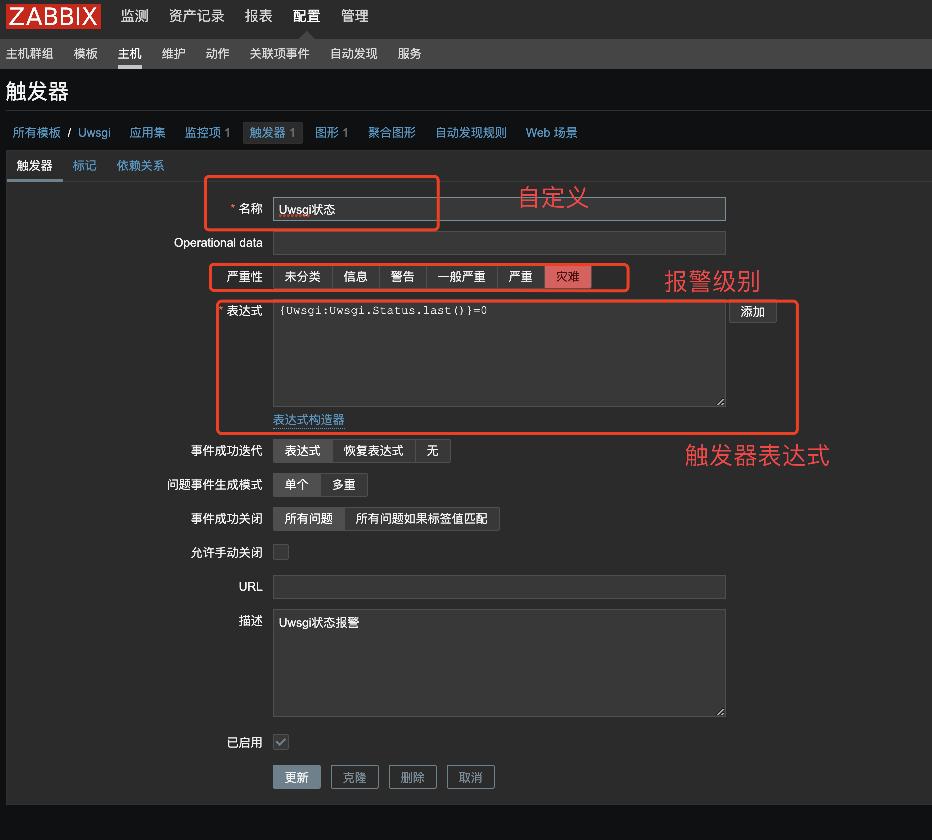 ZABBIX 监测 资产记录 报表 配置 管理
主机群组 模板 主机 维护 动作 关联项事件 自动发现 服务
触发器
所有模板 / Uwsgi 应用集 监控项 1 触发器 1 图形 1 聚合图形 自动发现规则 Web 场景
触发器 标记 依赖关系
* 名称 Uwsgi状态 自定义
Operational data
严重性 未分类 信息 警告 一般严重 严重 灾难 报警级别
* 表达式 {Uwsgi:Uwsgi.Status.last()}=0 添加
表达式构造器
触发器表达式
事件成功迭代 表达式 恢复表达式 无
问题事件生成模式 单个 多重
事件成功关闭 所有问题 所有问题如果标签值匹配
允许手动关闭
URL
描述 Uwsgi状态报警
已启用
更新 克隆 删除 取消